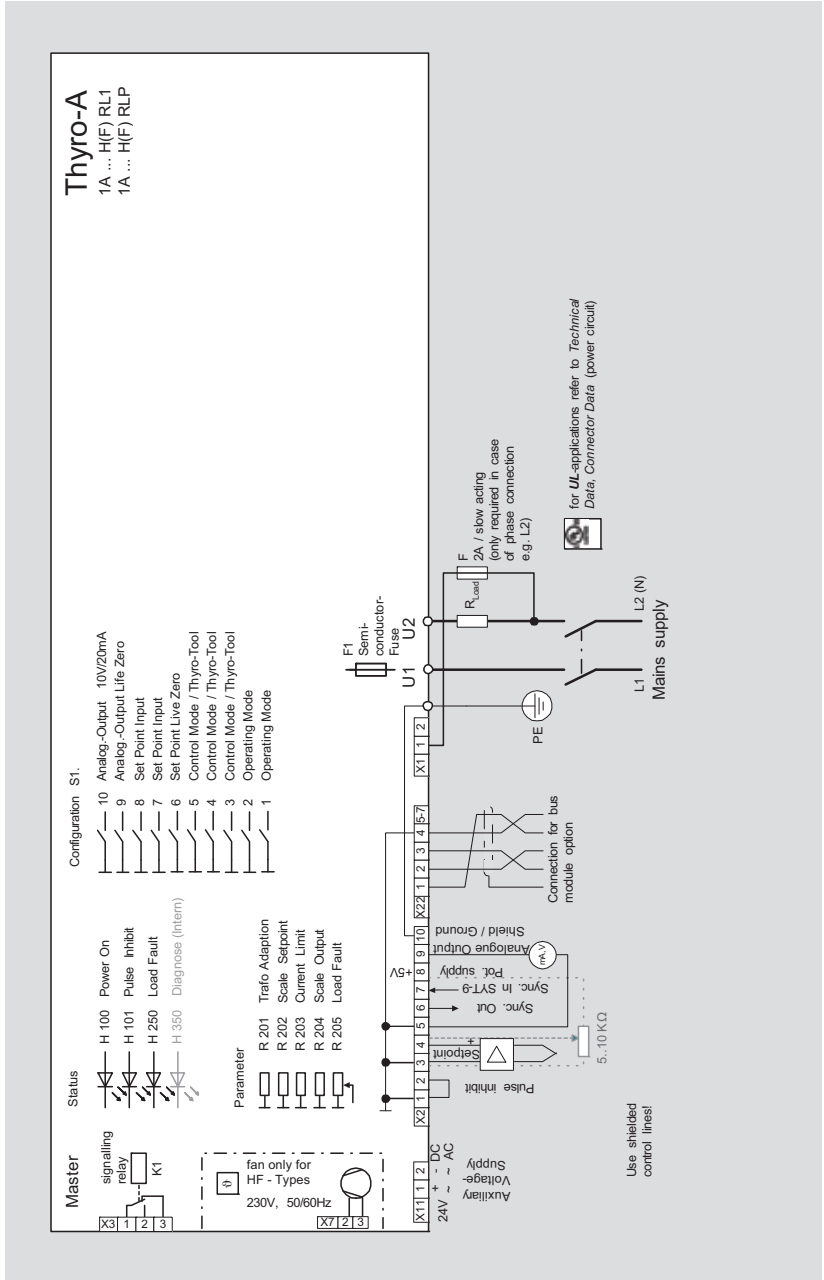 Thyro-A
1A ... H(F) RL1
1A ... H(F) RLP
Master
signalling
relay
K1
X3 1 2 3
ϑ
fan only for
HF - Types
230V, 50/60Hz
X7 2 3
Status
H 100 Power On
H 101 Pulse Inhibit
H 250 Load Fault
H 350 Diagnose (Intern)
Parameter
R 201 Trafo Adaption
R 202 Scale Setpoint
R 203 Current Limit
R 204 Scale Output
R 205 Load Fault
Configuration S1.
10 Analog.-Output 10V/20mA
9 Analog.-Output Life Zero
8 Set Point Input
7 Set Point Input
6 Set Point Live Zero
5 Control Mode / Thyro-Tool
4 Control Mode / Thyro-Tool
3 Control Mode / Thyro-Tool
2 Operating Mode
1 Operating Mode
F1
Semi-
conductor-
Fuse
U1
U2
+5V
X11 1 2
24V + - DC
~ ~ AC
Auxiliary
Voltage-
Supply
X2 1 2 3 4 5 6 7 8 9 10
Pulse inhibit
Setpoint
+
Sync. Out
Sync. In SYT-9
Pot. supply
Analogue Output
Shield / Ground
mA,V
5..10 KΩ
X22 1 2 3 4 5-7
Connection for bus
module option
X1 1 2
PE
R Load
F
2A / slow acting
(only required in case
of phase connection
e.g. L2)
L1
L2 (N)
Mains supply
for UL-applications refer to Technical
Data, Connector Data (power circuit)
Use shielded
control lines!